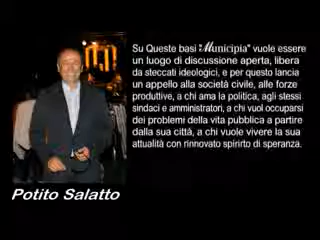 Su Queste basi "Municipia" vuole essere
un luogo di discussione aperta, libera
da steccati ideologici, e per questo lancia
un appello alla società civile, alle forze
produttive, a chi ama la politica, agli stessi
sindaci e amministratori, a chi vuol occuparsi
dei problemi della vita pubblica a partire
dalla sua città, a chi vuole vivere la sua
attualità con rinnovato spirirto di speranza.
Potito Salatto